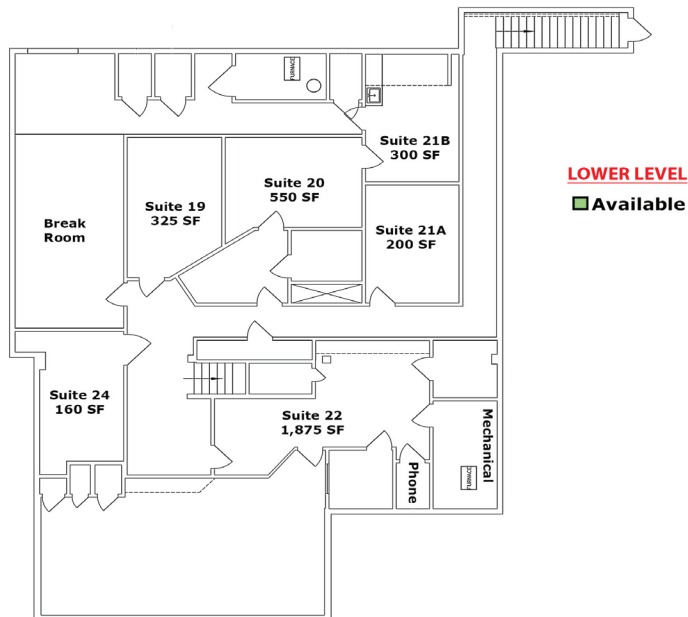 Suite 21B
300 SF
LOWER LEVEL
Suite 20
550 SF
Available
Suite 19
325 SF
Break
Room
Suite 21A
200 SF
Suite 24
160 SF
Suite 22
1,875 SF
Mechanical
Phone